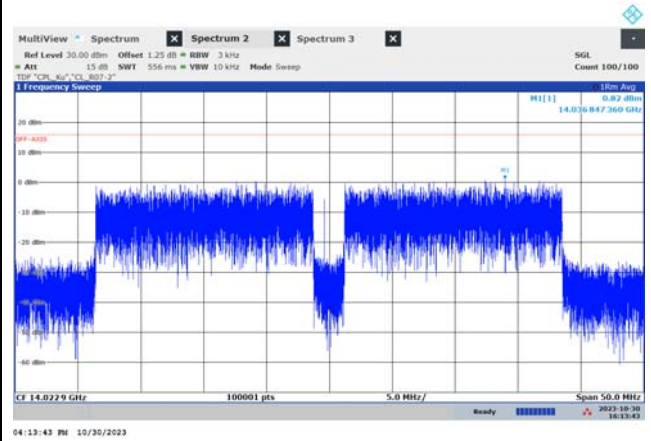 MultiView Spectrum X Spectrum 2 X Spectrum 3 X
Ref Level 30.00 dBm Offset 1.25 dB RBW 3 kHz SGL
Att 15 dB SWT 556 ms VBW 10 kHz Mode Sweep Count 100/100
TDF "CPL_Ku","CL_R07-2"
1 Frequency Sweep 1Rm Avg
M1[1] 0.82 dBm
14.036 847 360 GHz
20 dBm
OFF-AXIS
10 dBm
M1
0 dBm
-10 dBm
-20 dBm
-60 dBm
CF 14.0229 GHz 100001 pts 5.0 MHz/ Span 50.0 MHz
Ready 2023-10-30
16:13:43
04:13:43 PM 10/30/2023